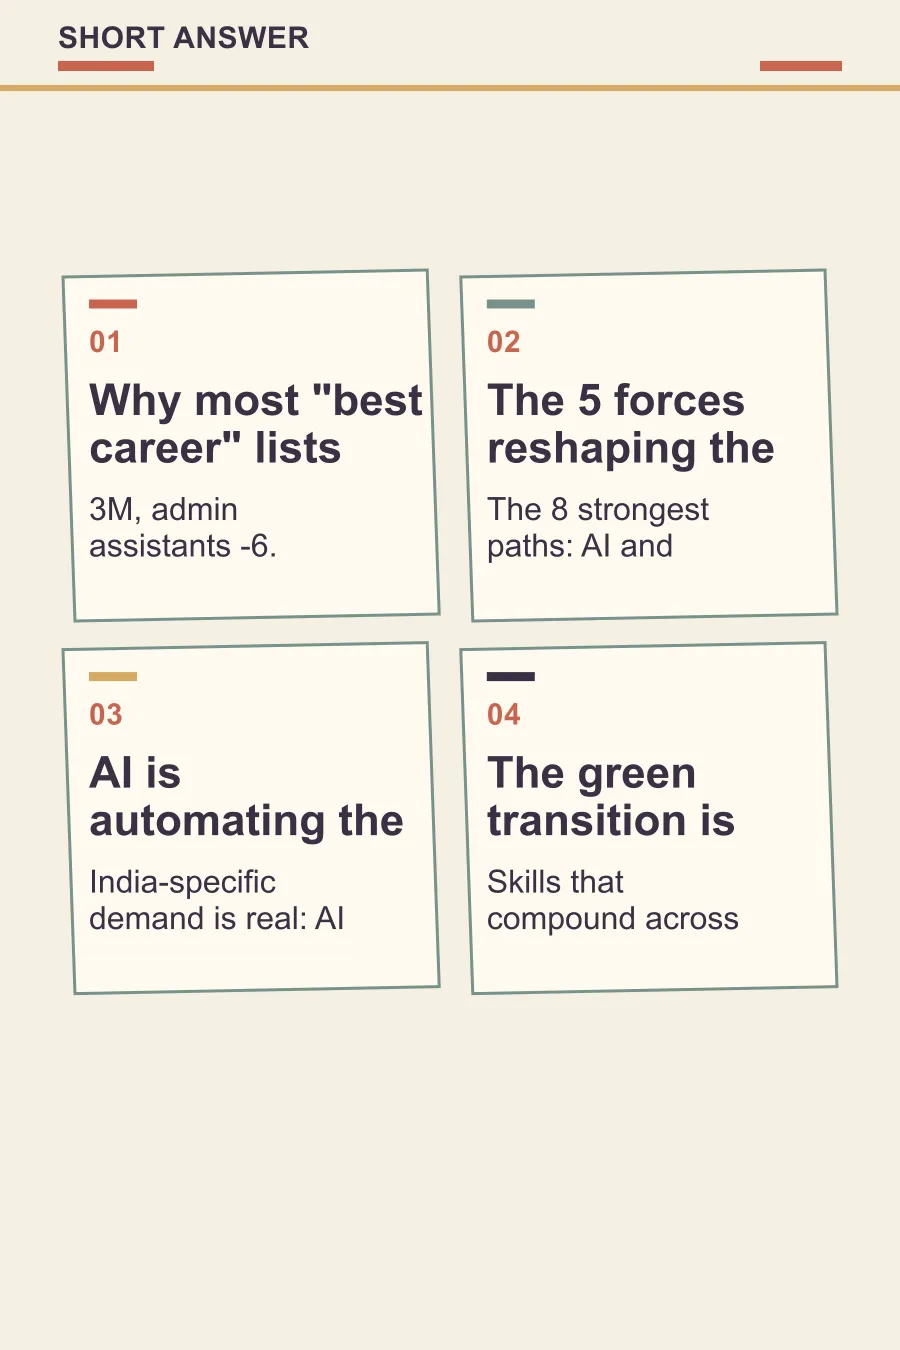 SHORT ANSWER
01
Why most "best
career" lists
3M, admin
assistants -6.
02
The 5 forces
reshaping the
The 8 strongest
paths: AI and
03
AI is
automating the
India-specific
demand is real: AI
04
The green
transition is
Skills that
compound across